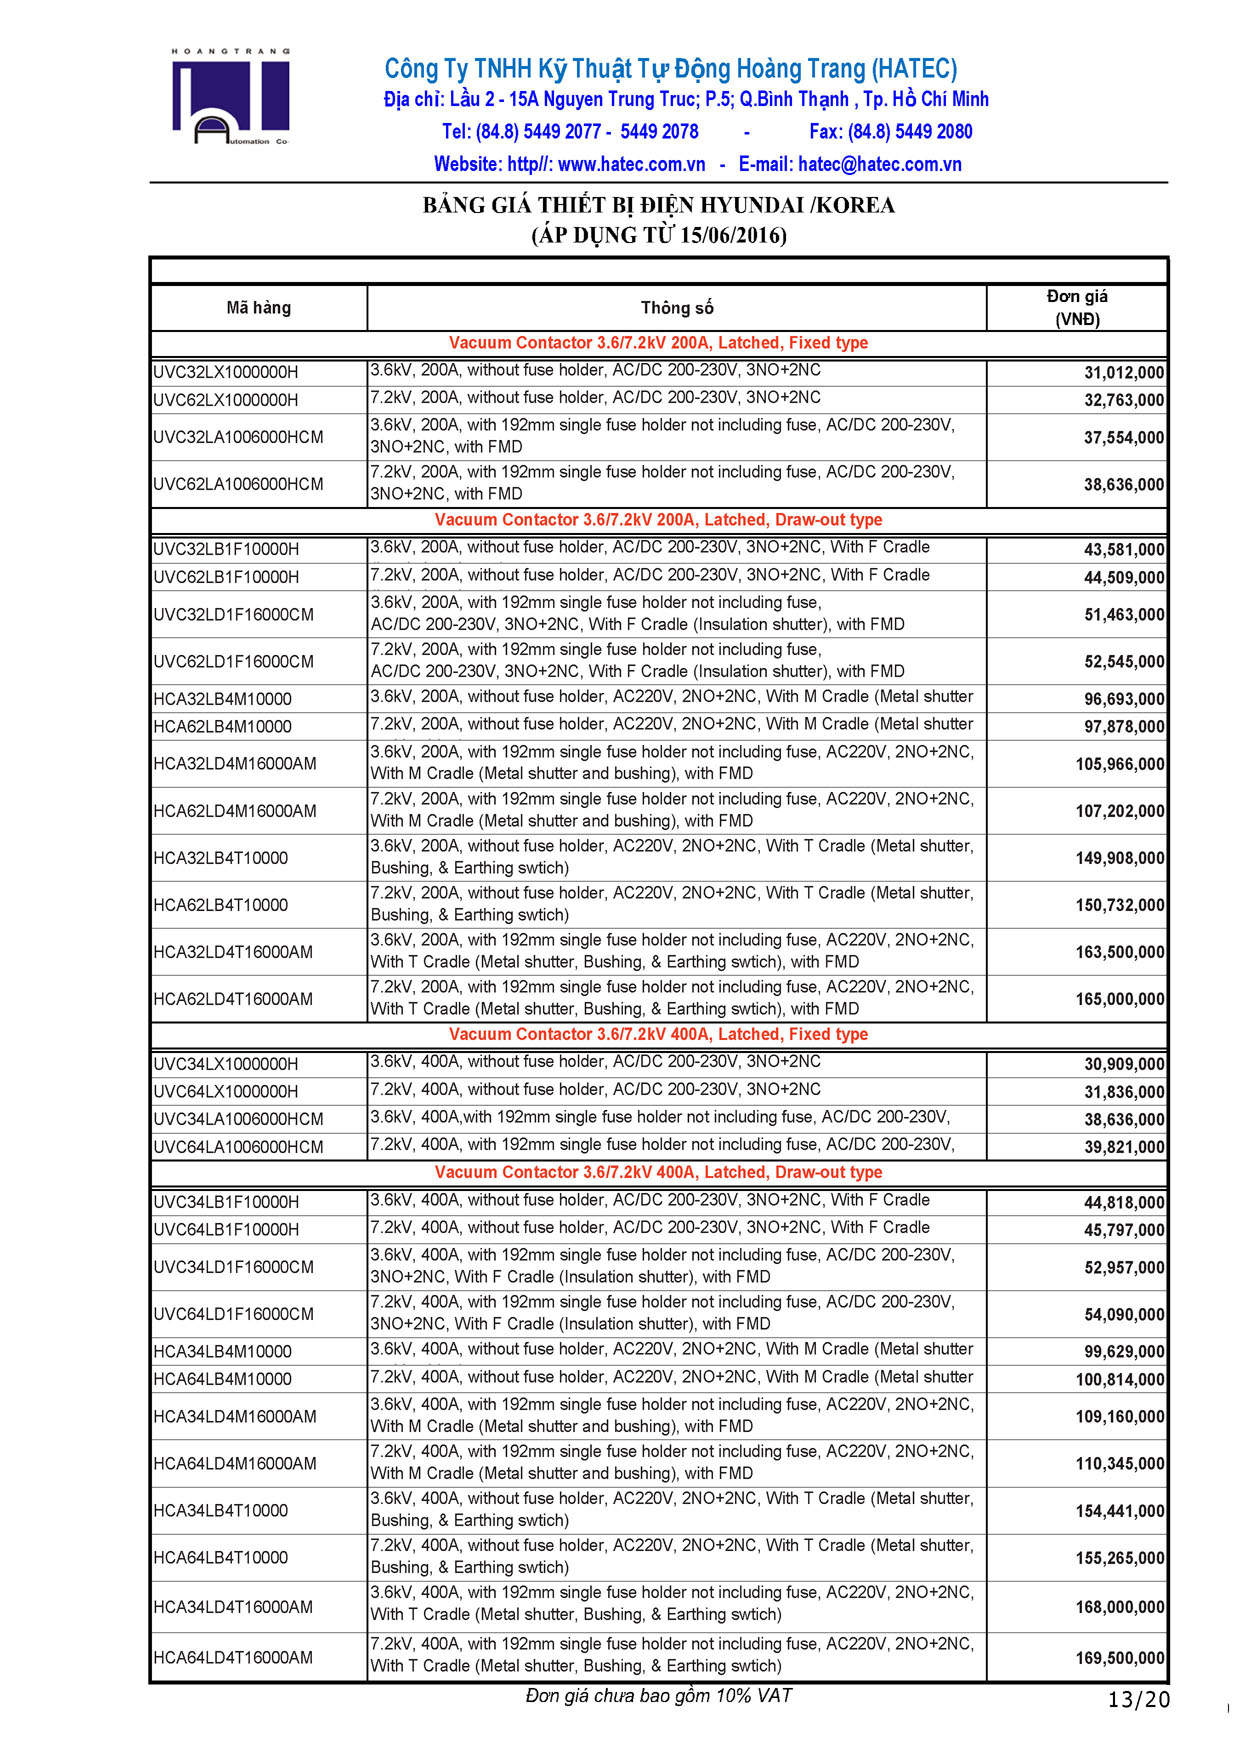 HOANGTRANG
Automation Co
Công Ty TNHH Kỹ Thuật Tự Động Hoàng Trang (HATEC)
Địa chỉ: Lầu 2 - 15A Nguyen Trung Truc; P.5; Q.Bình Thạnh , Tp. Hồ Chí Minh
Tel: (84.8) 5449 2077 - 5449 2078 - Fax: (84.8) 5449 2080
Website: http//: www.hatec.com.vn - E-mail: hatec@hatec.com.vn
BẢNG GIÁ THIẾT BỊ ĐIỆN HYUNDAI /KOREA
(ÁP DỤNG TỪ 15/06/2016)
Mã hàng Thông số Đơn giá
(VNĐ)
Vacuum Contactor 3.6/7.2kV 200A, Latched, Fixed type
UVC32LX1000000H 3.6kV, 200A, without fuse holder, AC/DC 200-230V, 3NO+2NC 31,012,000
UVC62LX1000000H 7.2kV, 200A, without fuse holder, AC/DC 200-230V, 3NO+2NC 32,763,000
UVC32LA1006000HCM 3.6kV, 200A, with 192mm single fuse holder not including fuse, AC/DC 200-230V,
3NO+2NC, with FMD 37,554,000
UVC62LA1006000HCM 7.2kV, 200A, with 192mm single fuse holder not including fuse, AC/DC 200-230V,
3NO+2NC, with FMD 38,636,000
Vacuum Contactor 3.6/7.2kV 200A, Latched, Draw-out type
UVC32LB1F10000H 3.6kV, 200A, without fuse holder, AC/DC 200-230V, 3NO+2NC, With F Cradle 43,581,000
UVC62LB1F10000H 7.2kV, 200A, without fuse holder, AC/DC 200-230V, 3NO+2NC, With F Cradle 44,509,000
UVC32LD1F16000CM 3.6kV, 200A, with 192mm single fuse holder not including fuse,
AC/DC 200-230V, 3NO+2NC, With F Cradle (Insulation shutter), with FMD 51,463,000
UVC62LD1F16000CM 7.2kV, 200A, with 192mm single fuse holder not including fuse,
AC/DC 200-230V, 3NO+2NC, With F Cradle (Insulation shutter), with FMD 52,545,000
HCA32LB4M10000 3.6kV, 200A, without fuse holder, AC220V, 2NO+2NC, With M Cradle (Metal shutter 96,693,000
HCA62LB4M10000 7.2kV, 200A, without fuse holder, AC220V, 2NO+2NC, With M Cradle (Metal shutter 97,878,000
HCA32LD4M16000AM 3.6kV, 200A, with 192mm single fuse holder not including fuse, AC220V, 2NO+2NC,
With M Cradle (Metal shutter and bushing), with FMD 105,966,000
HCA62LD4M16000AM 7.2kV, 200A, with 192mm single fuse holder not including fuse, AC220V, 2NO+2NC,
With M Cradle (Metal shutter and bushing), with FMD 107,202,000
HCA32LB4T10000 3.6kV, 200A, without fuse holder, AC220V, 2NO+2NC, With T Cradle (Metal shutter,
Bushing, & Earthing swtich) 149,908,000
HCA62LB4T10000 7.2kV, 200A, without fuse holder, AC220V, 2NO+2NC, With T Cradle (Metal shutter,
Bushing, & Earthing swtich) 150,732,000
HCA32LD4T16000AM 3.6kV, 200A, with 192mm single fuse holder not including fuse, AC220V, 2NO+2NC,
With T Cradle (Metal shutter, Bushing, & Earthing swtich), with FMD 163,500,000
HCA62LD4T16000AM 7.2kV, 200A, with 192mm single fuse holder not including fuse, AC220V, 2NO+2NC,
With T Cradle (Metal shutter, Bushing, & Earthing swtich), with FMD 165,000,000
Vacuum Contactor 3.6/7.2kV 400A, Latched, Fixed type
UVC34LX1000000H 3.6kV, 400A, without fuse holder, AC/DC 200-230V, 3NO+2NC 30,909,000
UVC64LX1000000H 7.2kV, 400A, without fuse holder, AC/DC 200-230V, 3NO+2NC 31,836,000
UVC34LA1006000HCM 3.6kV, 400A,with 192mm single fuse holder not including fuse, AC/DC 200-230V, 38,636,000
UVC64LA1006000HCM 7.2kV, 400A, with 192mm single fuse holder not including fuse, AC/DC 200-230V, 39,821,000
Vacuum Contactor 3.6/7.2kV 400A, Latched, Draw-out type
UVC34LB1F10000H 3.6kV, 400A, without fuse holder, AC/DC 200-230V, 3NO+2NC, With F Cradle 44,818,000
UVC64LB1F10000H 7.2kV, 400A, without fuse holder, AC/DC 200-230V, 3NO+2NC, With F Cradle 45,797,000
UVC34LD1F16000CM 3.6kV, 400A, with 192mm single fuse holder not including fuse, AC/DC 200-230V,
3NO+2NC, With F Cradle (Insulation shutter), with FMD 52,957,000
UVC64LD1F16000CM 7.2kV, 400A, with 192mm single fuse holder not including fuse, AC/DC 200-230V,
3NO+2NC, With F Cradle (Insulation shutter), with FMD 54,090,000
HCA34LB4M10000 3.6kV, 400A, without fuse holder, AC220V, 2NO+2NC, With M Cradle (Metal shutter 99,629,000
HCA64LB4M10000 7.2kV, 400A, without fuse holder, AC220V, 2NO+2NC, With M Cradle (Metal shutter 100,814,000
HCA34LD4M16000AM 3.6kV, 400A, with 192mm single fuse holder not including fuse, AC220V, 2NO+2NC,
With M Cradle (Metal shutter and bushing), with FMD 109,160,000
HCA64LD4M16000AM 7.2kV, 400A, with 192mm single fuse holder not including fuse, AC220V, 2NO+2NC,
With M Cradle (Metal shutter and bushing), with FMD 110,345,000
HCA34LB4T10000 3.6kV, 400A, without fuse holder, AC220V, 2NO+2NC, With T Cradle (Metal shutter,
Bushing, & Earthing swtich) 154,441,000
HCA64LB4T10000 7.2kV, 400A, without fuse holder, AC220V, 2NO+2NC, With T Cradle (Metal shutter,
Bushing, & Earthing swtich) 155,265,000
HCA34LD4T16000AM 3.6kV, 400A, with 192mm single fuse holder not including fuse, AC220V, 2NO+2NC,
With T Cradle (Metal shutter, Bushing, & Earthing swtich) 168,000,000
HCA64LD4T16000AM 7.2kV, 400A, with 192mm single fuse holder not including fuse, AC220V, 2NO+2NC,
With T Cradle (Metal shutter, Bushing, & Earthing swtich) 169,500,000
Đơn giá chưa bao gồm 10% VAT
13/20